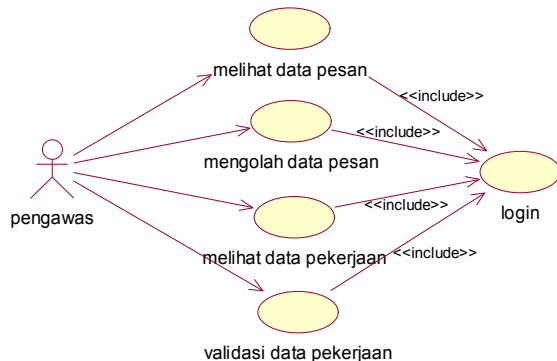 melihat data pesan
<<include>>
<<include>>
mengolah data pesan
pengawas
login
<<include>>
melihat data pekerjaan
<<include>>
validasi data pekerjaan